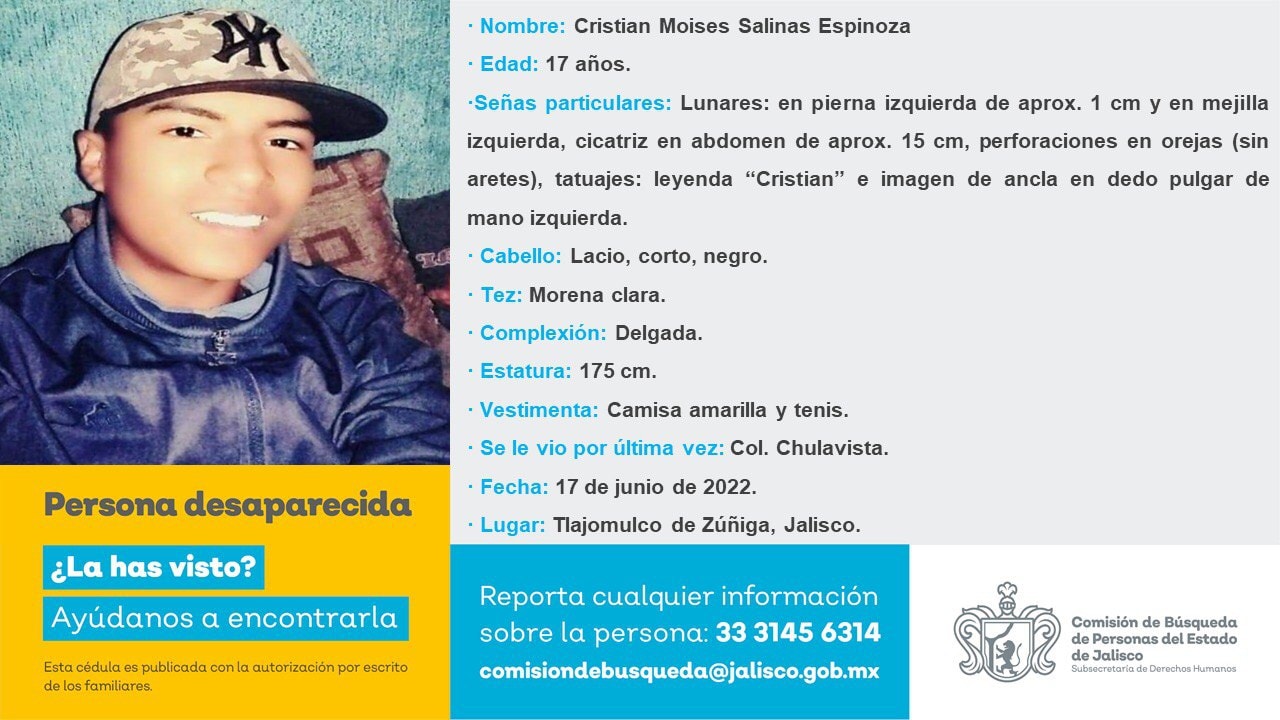 · Nombre: Cristian Moises Salinas Espinoza
· Edad: 17 años.
·Señas particulares: Lunares: en pierna izquierda de aprox. 1 cm y en mejilla
izquierda, cicatriz en abdomen de aprox. 15 cm, perforaciones en orejas (sin
aretes), tatuajes: leyenda “Cristian” e imagen de ancla en dedo pulgar de
mano izquierda.
· Cabello: Lacio, corto, negro.
· Tez: Morena clara.
· Complexión: Delgada.
· Estatura: 175 cm.
· Vestimenta: Camisa amarilla y tenis.
· Se le vio por última vez: Col. Chulavista.
· Fecha: 17 de junio de 2022.
· Lugar: Tlajomulco de Zúñiga, Jalisco.
NY
Persona desaparecida
¿La has visto?
Ayúdanos a encontrarla
Esta cédula es publicada con la autorización por escrito
de los familiares.
Reporta cualquier información
sobre la persona: 33 3145 6314
comisiondebusqueda@jalisco.gob.mx
Comisión de Búsqueda
de Personas del Estado
de Jalisco
Subsecretaría de Derechos Humanos